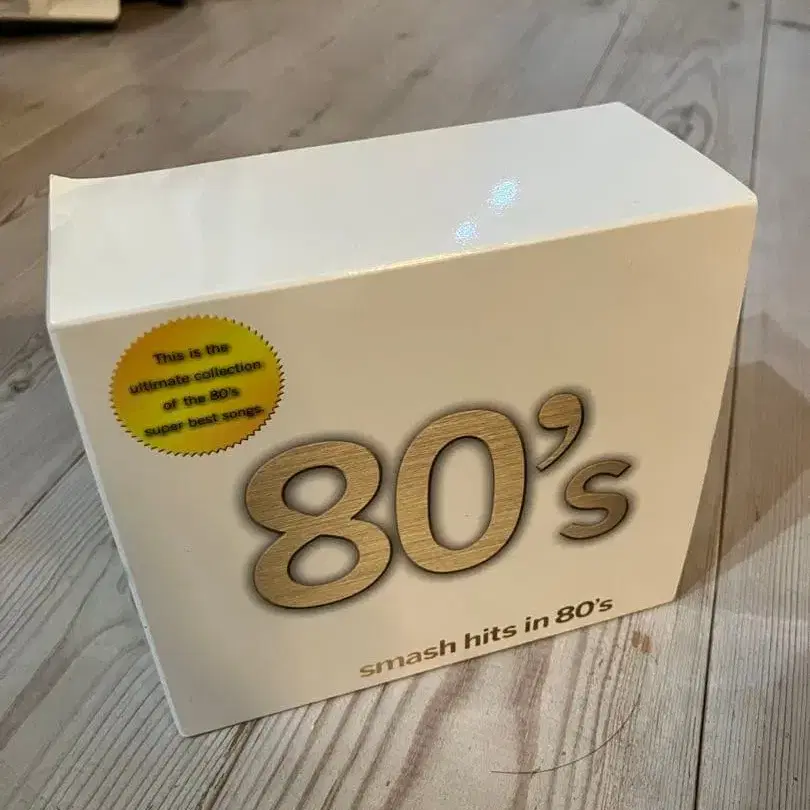 This is the
ultimate collection
of the 80's
super best songs.
80's
smash hits in 80's